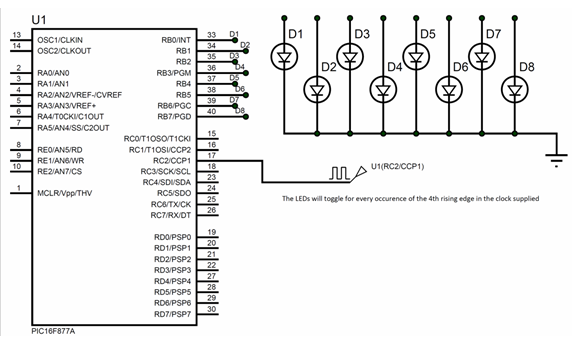 U1
13 OSC1/CLKIN RB0/INT 33 D1
14 OSC2/CLKOUT RB1 34 D2
RB2 35 D3
2 RA0/AN0 RB3/PGM 36 D4
3 RA1/AN1 RB4 37 D5
4 RA2/AN2/VREF-/CVREF RB5 38 D6
5 RA3/AN3/VREF+ RB6/PGC 39 D7
6 RA4/T0CKI/C1OUT RB7/PGD 40 D8
7 RA5/AN4/SS/C2OUT
RC0/T1OSO/T1CKI 15
8 RE0/AN5/RD RC1/T1OSI/CCP2 16
9 RE1/AN6/WR RC2/CCP1 17
10 RE2/AN7/CS RC3/SCK/SCL 18
RC4/SDI/SDA 23
1 MCLR/Vpp/THV RC5/SDO 24
RC6/TX/CK 25
RC7/RX/DT 26
RD0/PSP0 19
RD1/PSP1 20
RD2/PSP2 21
RD3/PSP3 22
RD4/PSP4 27
RD5/PSP5 28
RD6/PSP6 29
RD7/PSP7 30
PIC16F877A
D1 D3 D5 D7
D2 D4 D6 D8
U1(RC2/CCP1)
The LEDs will toggle for every occurence of the 4th rising edge in the clock supplied